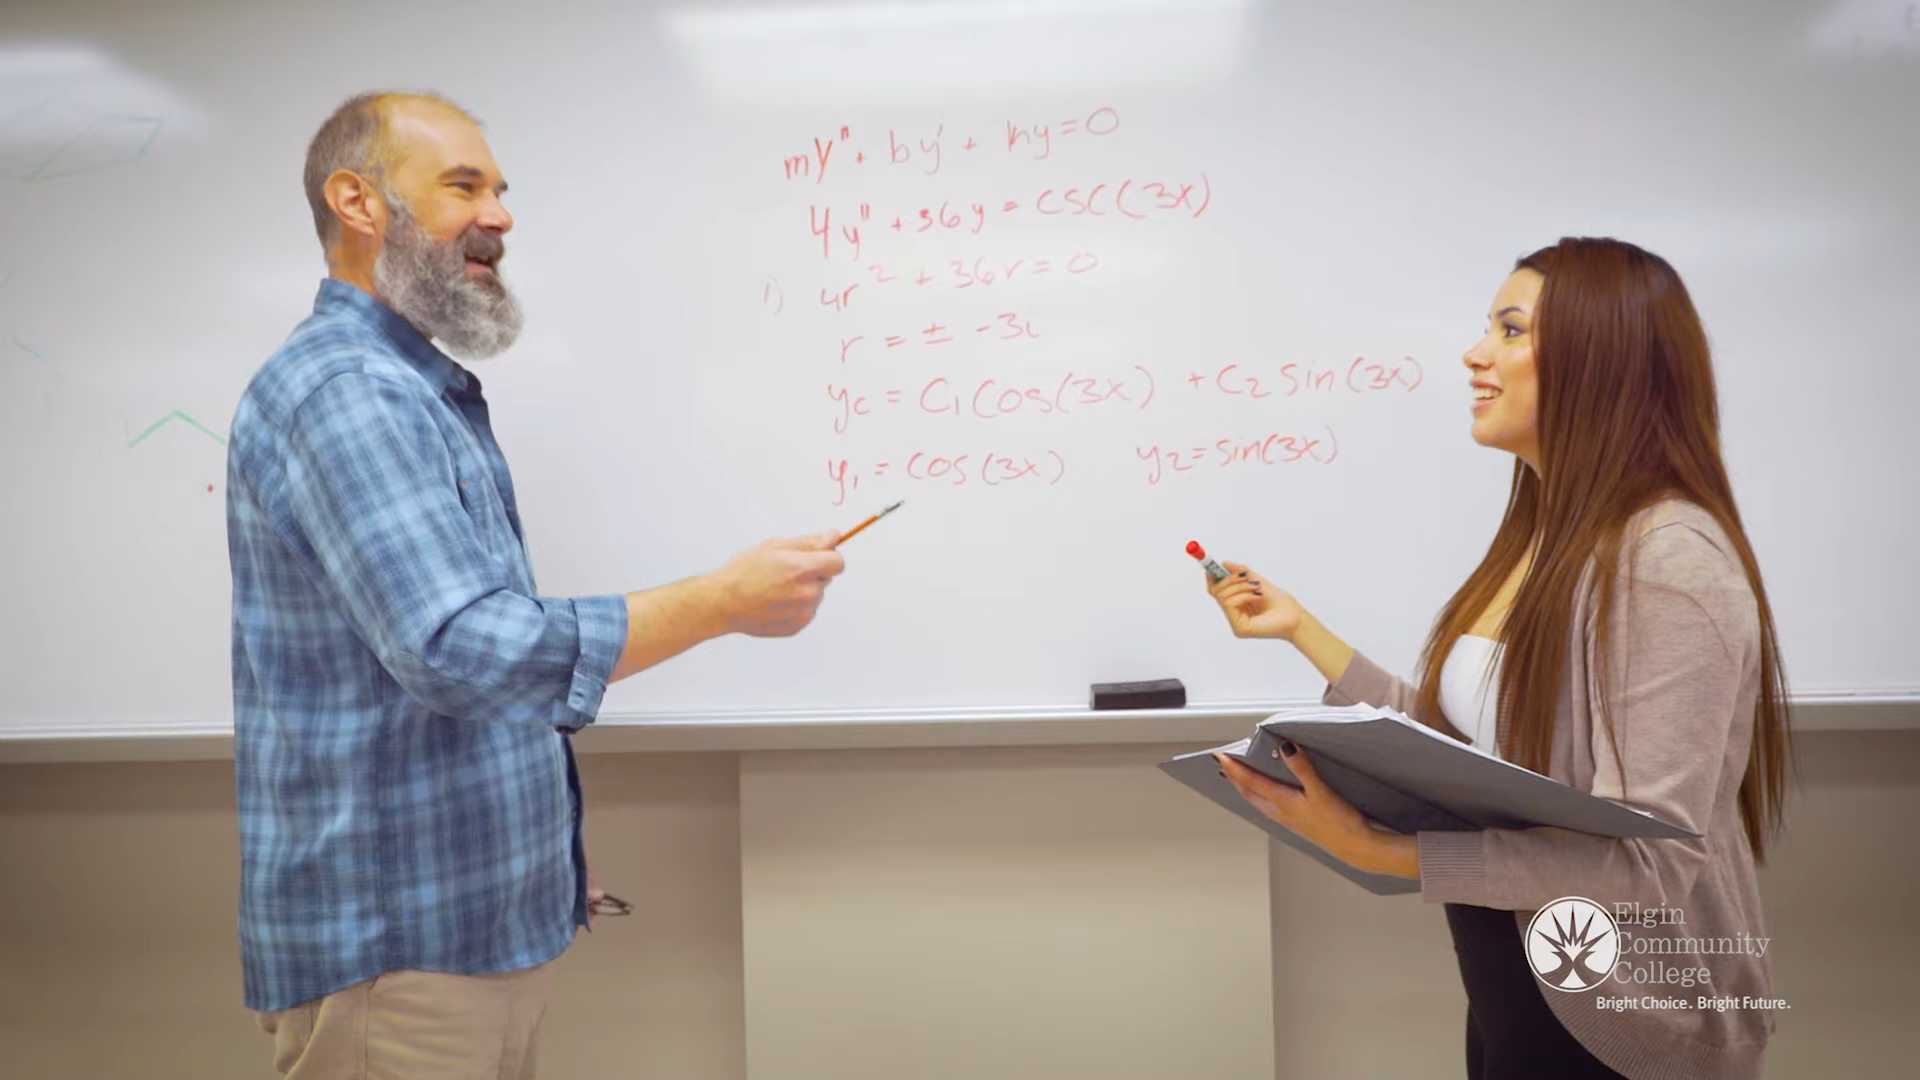 my" + by' + ky = 0
4y" + 36y = csc(3x)
1) 4r² + 36r = 0
r = ± -3i
yc = C₁ cos(3x) + C₂ sin(3x)
y₁ = cos(3x) y₂ = sin(3x)
Elgin
Community
College
Bright Choice. Bright Future.